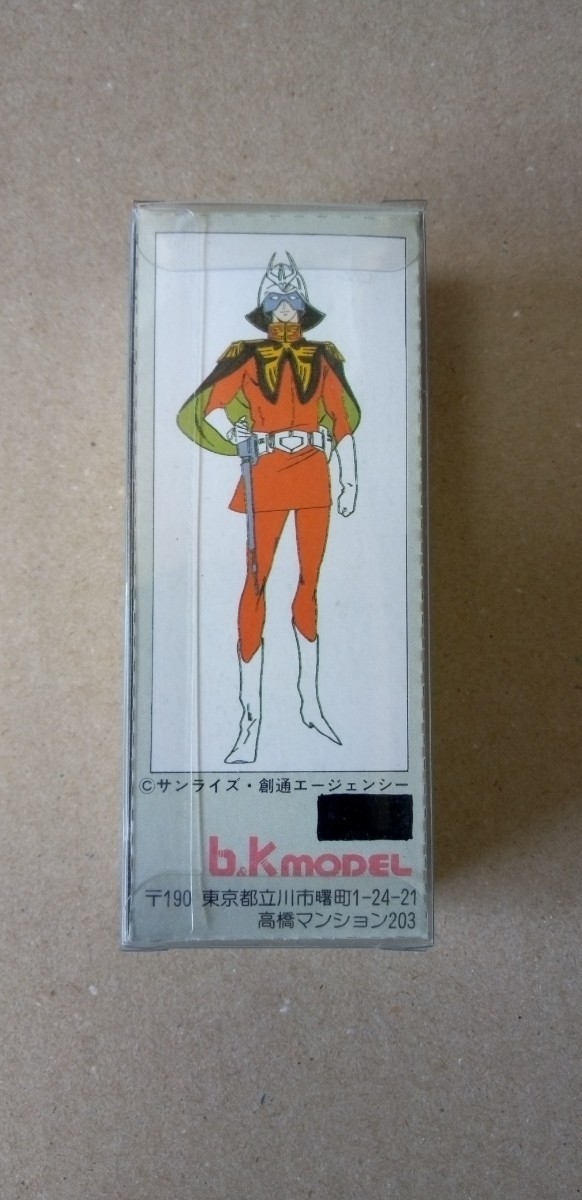 ©サンライズ・創通エージェンシー
b&K MODEL
〒190 東京都立川市曙町1-24-21
高橋マンション203